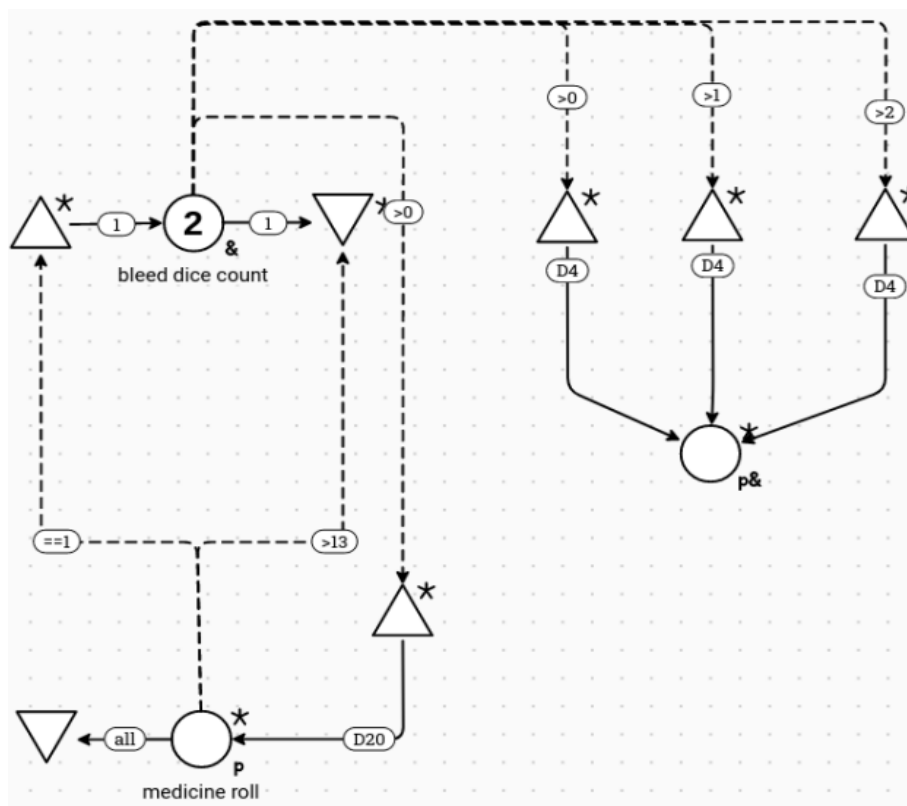 >0
>1
>2
*
1
2
1
*
>0
*
*
*
&
bleed dice count
D4
D4
D4
*
p&
==1
>13
*
all
*
D20
p
medicine roll